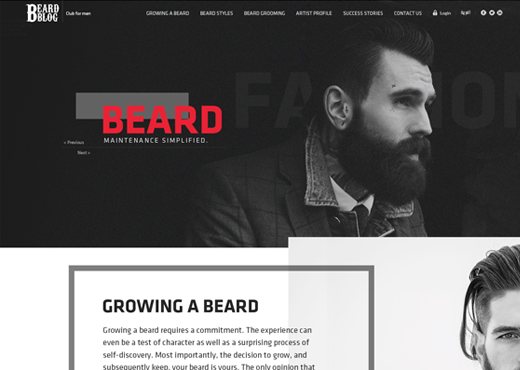 BEARD
BLOG
Club for men
GROWING A BEARD BEARD STYLES BEARD GROOMING ARTIST PROFILE SUCCESS STORIES CONTACT US Login العربية
FASHION
BEARD
MAINTENANCE SIMPLIFIED.
« Previous
Next »
GROWING A BEARD
Growing a beard requires a commitment. The experience can
even be a test of character as well as a surprising process of
self-discovery. Most importantly, the decision to grow, and
subsequently keep, your beard is yours. The only opinion that